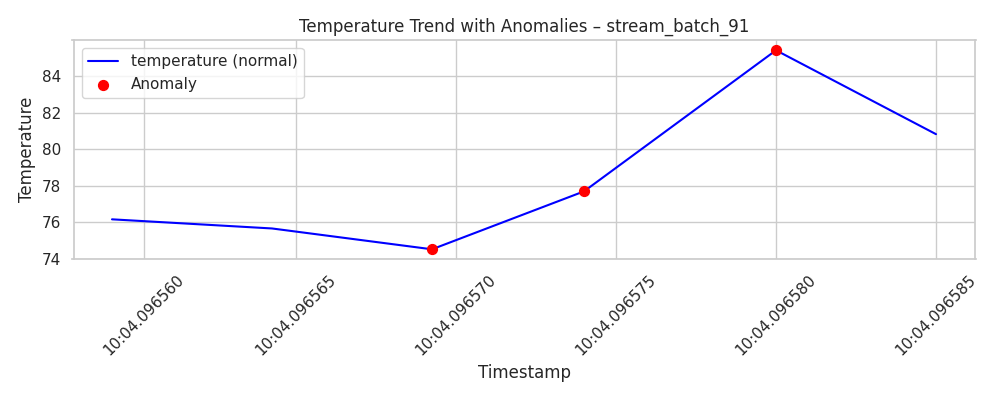 Temperature Trend with Anomalies – stream_batch_91
temperature (normal)
Anomaly
Temperature
84
82
80
78
76
74
10:04.096560
10:04.096565
10:04.096570
10:04.096575
10:04.096580
10:04.096585
Timestamp